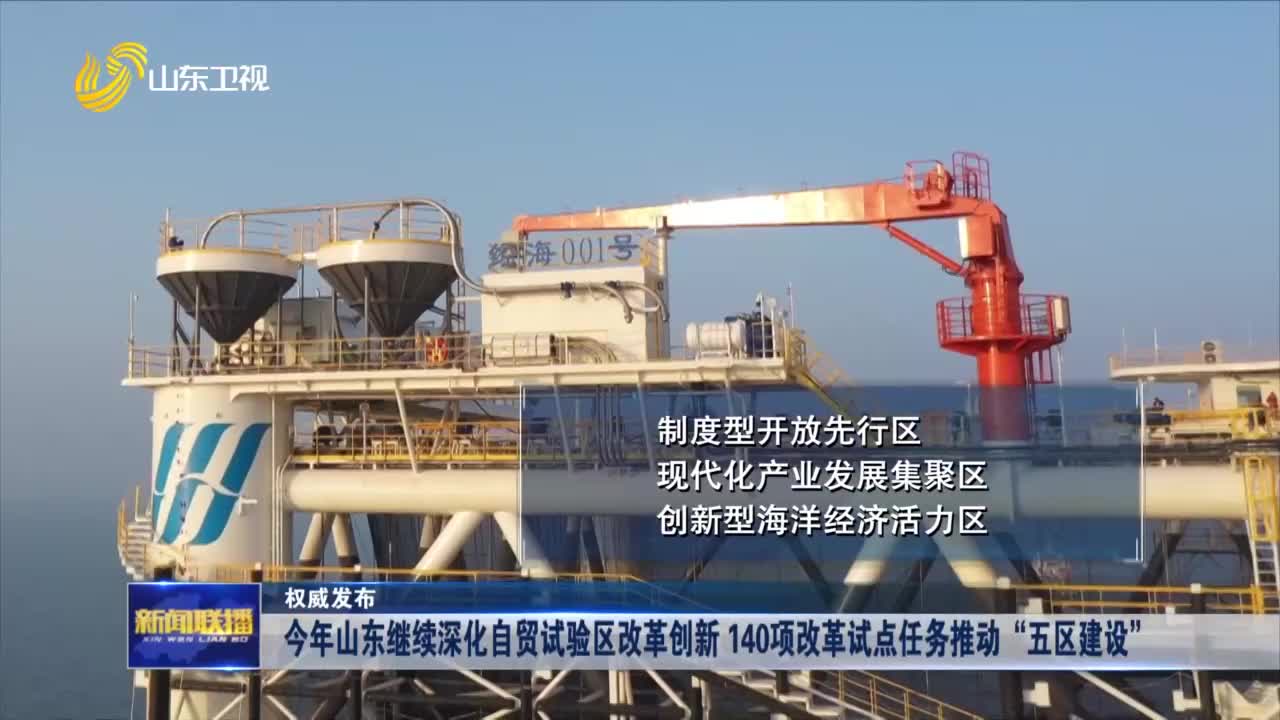 山东卫视
经海001号
制度型开放先行区
现代化产业发展集聚区
创新型海洋经济活力区
权威发布
新闻联播
XIN WEN LIAN BO
今年山东继续深化自贸试验区改革创新 140项改革试点任务推动“五区建设”